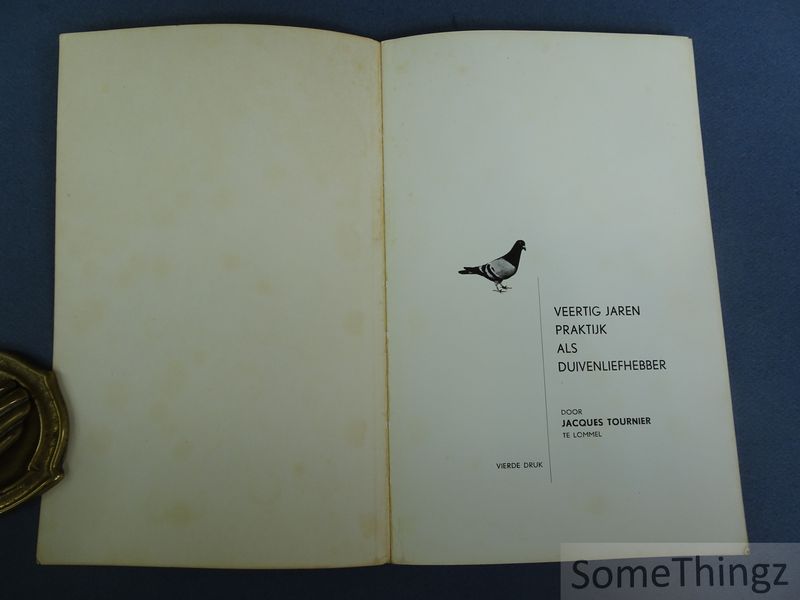 VEERTIG JAREN
PRAKTIJK
ALS
DUIVENLIEFHEBBER
DOOR
JACQUES TOURNIER
TE LOMMEL
VIERDE DRUK
SomeThingz